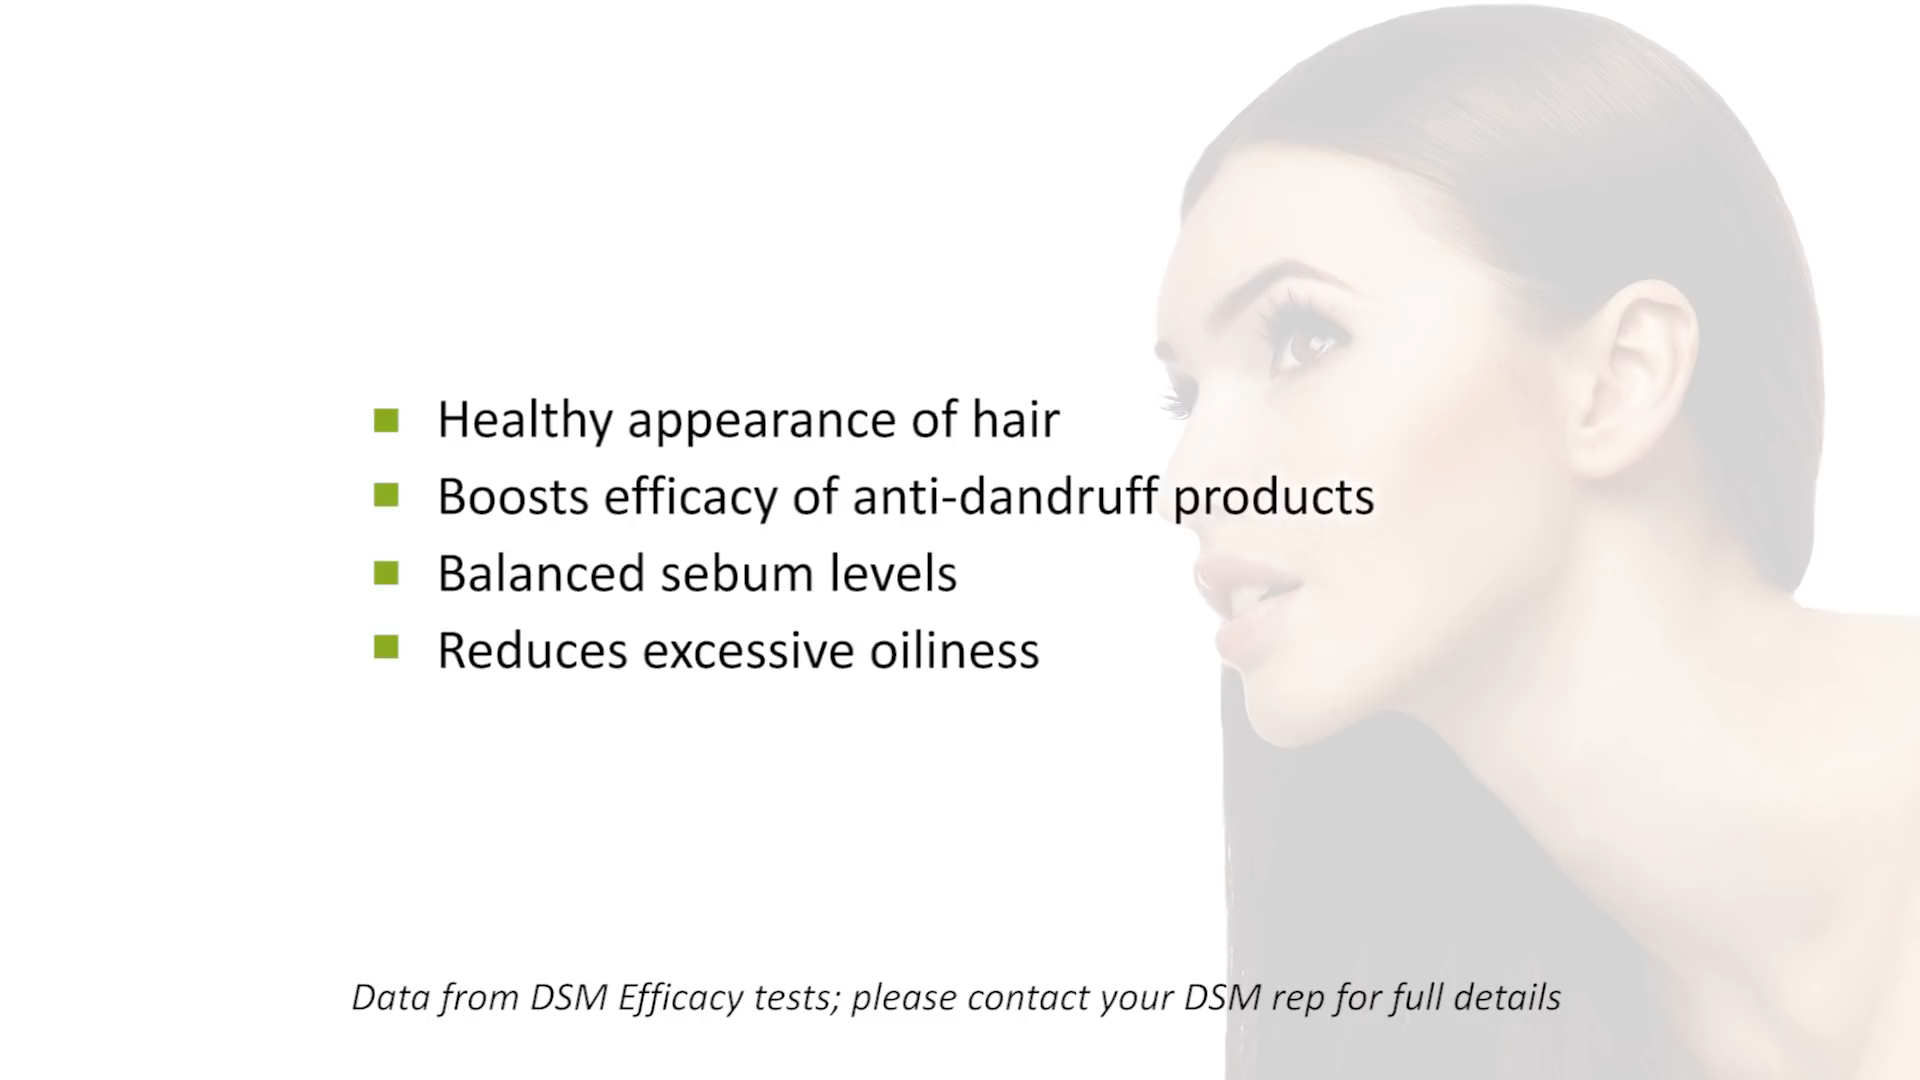 Healthy appearance of hair
Boosts efficacy of anti-dandruff products
Balanced sebum levels
Reduces excessive oiliness
Data from DSM Efficacy tests; please contact your DSM rep for full details